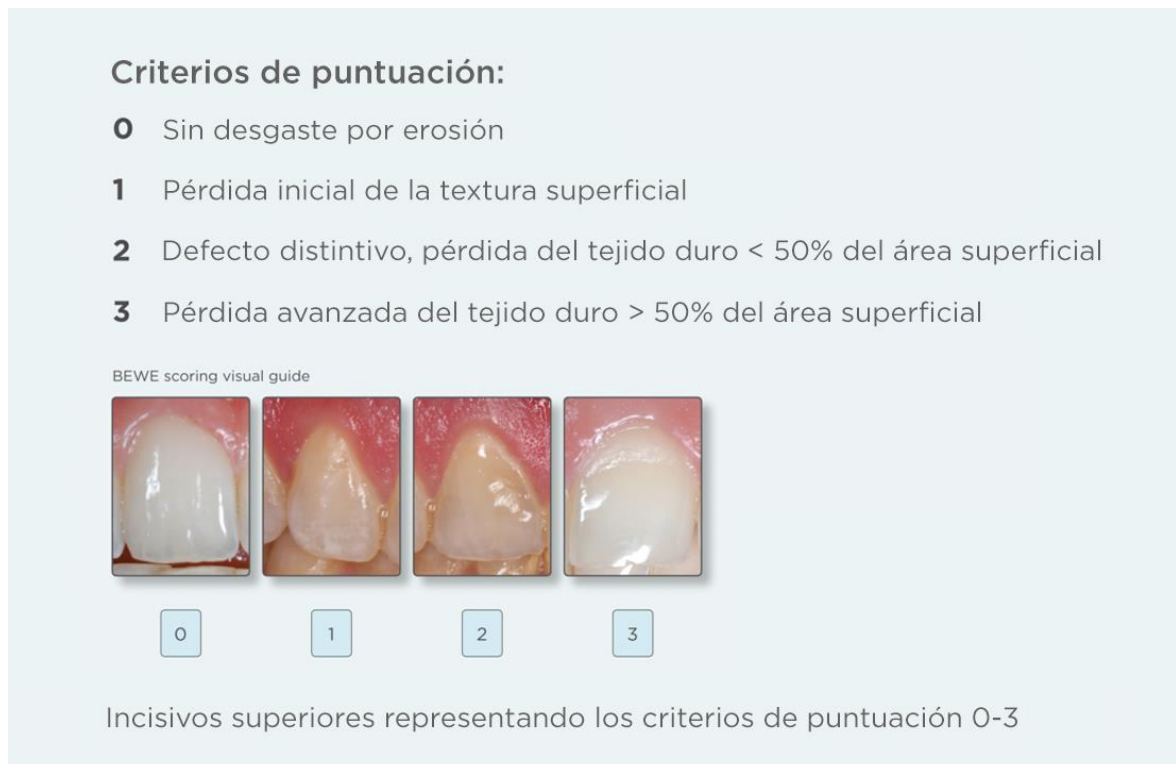 Criterios de puntuación:
0 Sin desgaste por erosión
1 Pérdida inicial de la textura superficial
2 Defecto distintivo, pérdida del tejido duro < 50% del área superficial
3 Pérdida avanzada del tejido duro > 50% del área superficial
BEWE scoring visual guide
0 1 2 3
Incisivos superiores representando los criterios de puntuación 0-3